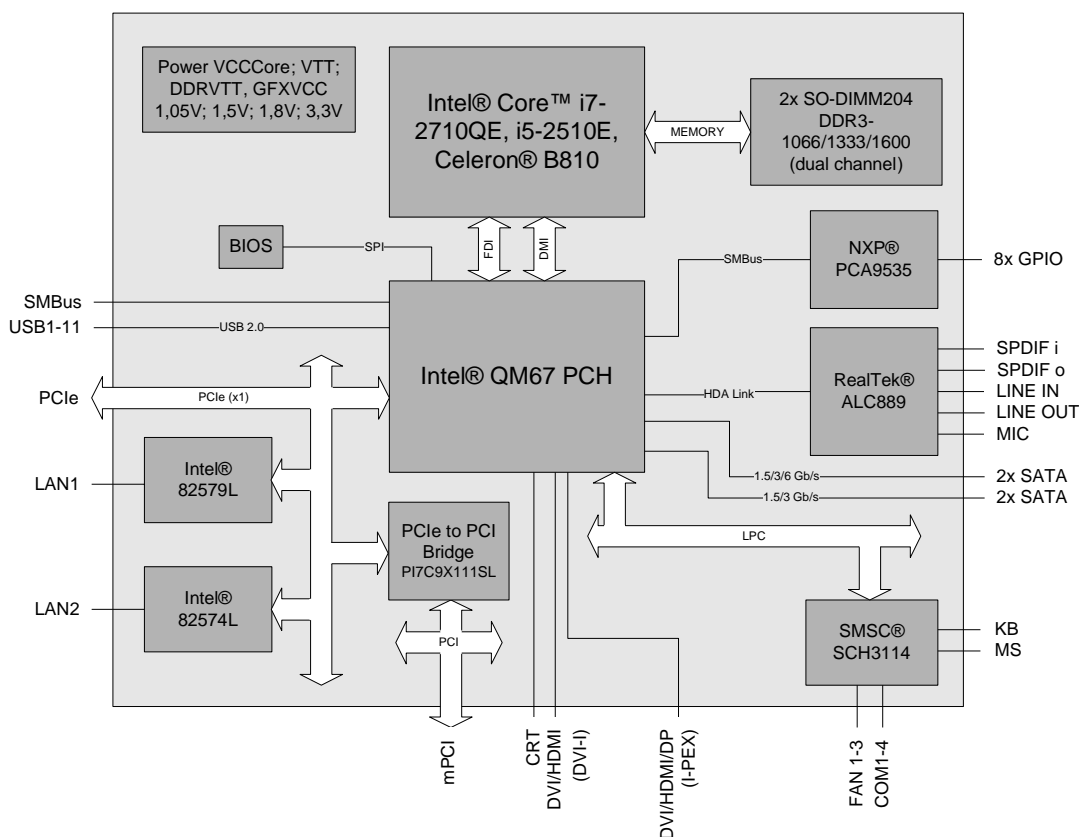 Power VCCCore; VTT;
DDRVTT, GFXVCC
1,05V; 1,5V; 1,8V; 3,3V
Intel® Core™ i7-
2710QE, i5-2510E,
Celeron® B810
MEMORY
2x SO-DIMM204
DDR3-
1066/1333/1600
(dual channel)
BIOS
SPI
FDI
DMI
SMBus
NXP®
PCA9535
8x GPIO
SMBus
USB1-11
USB 2.0
Intel® QM67 PCH
PCIe
PCIe (x1)
HDA Link
RealTek®
ALC889
SPDIF i
SPDIF o
LINE IN
LINE OUT
MIC
1.5/3/6 Gb/s
2x SATA
1.5/3 Gb/s
2x SATA
LAN1
Intel®
82579L
PCIe to PCI
Bridge
PI7C9X111SL
LPC
LAN2
Intel®
82574L
PCI
SMSC®
SCH3114
KB
MS
mPCI
CRT
DVI/HDMI
(DVI-I)
DVI/HDMI/DP
(I-PEX)
FAN 1-3
COM1-4